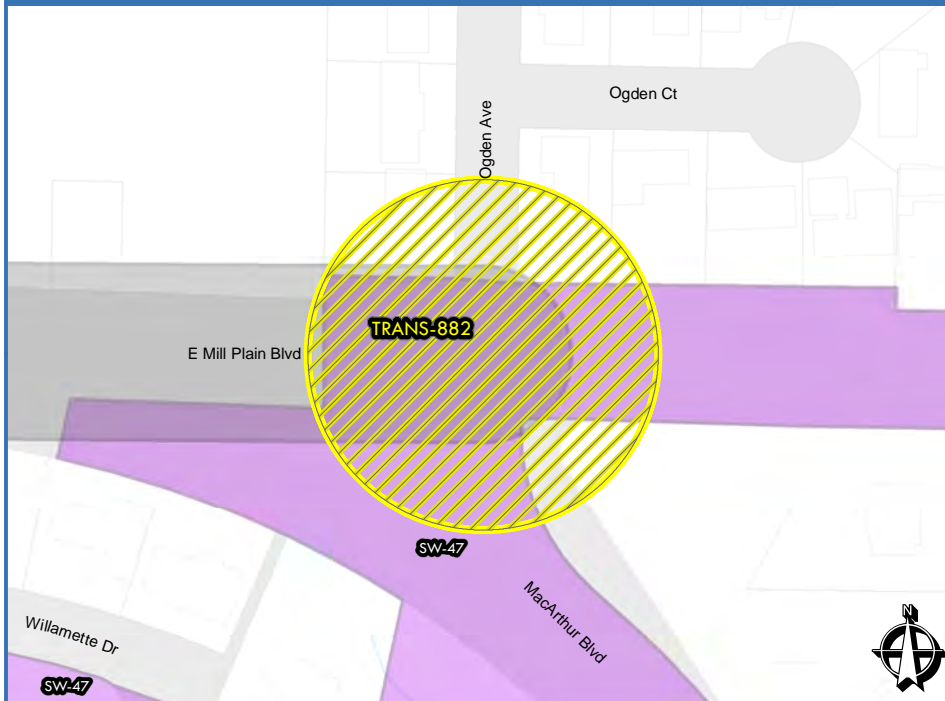 Ogden Ct
Ogden Ave
TRANS-882
E Mill Plain Blvd
SW-47
MacArthur Blvd
Willamette Dr
SW-47
N